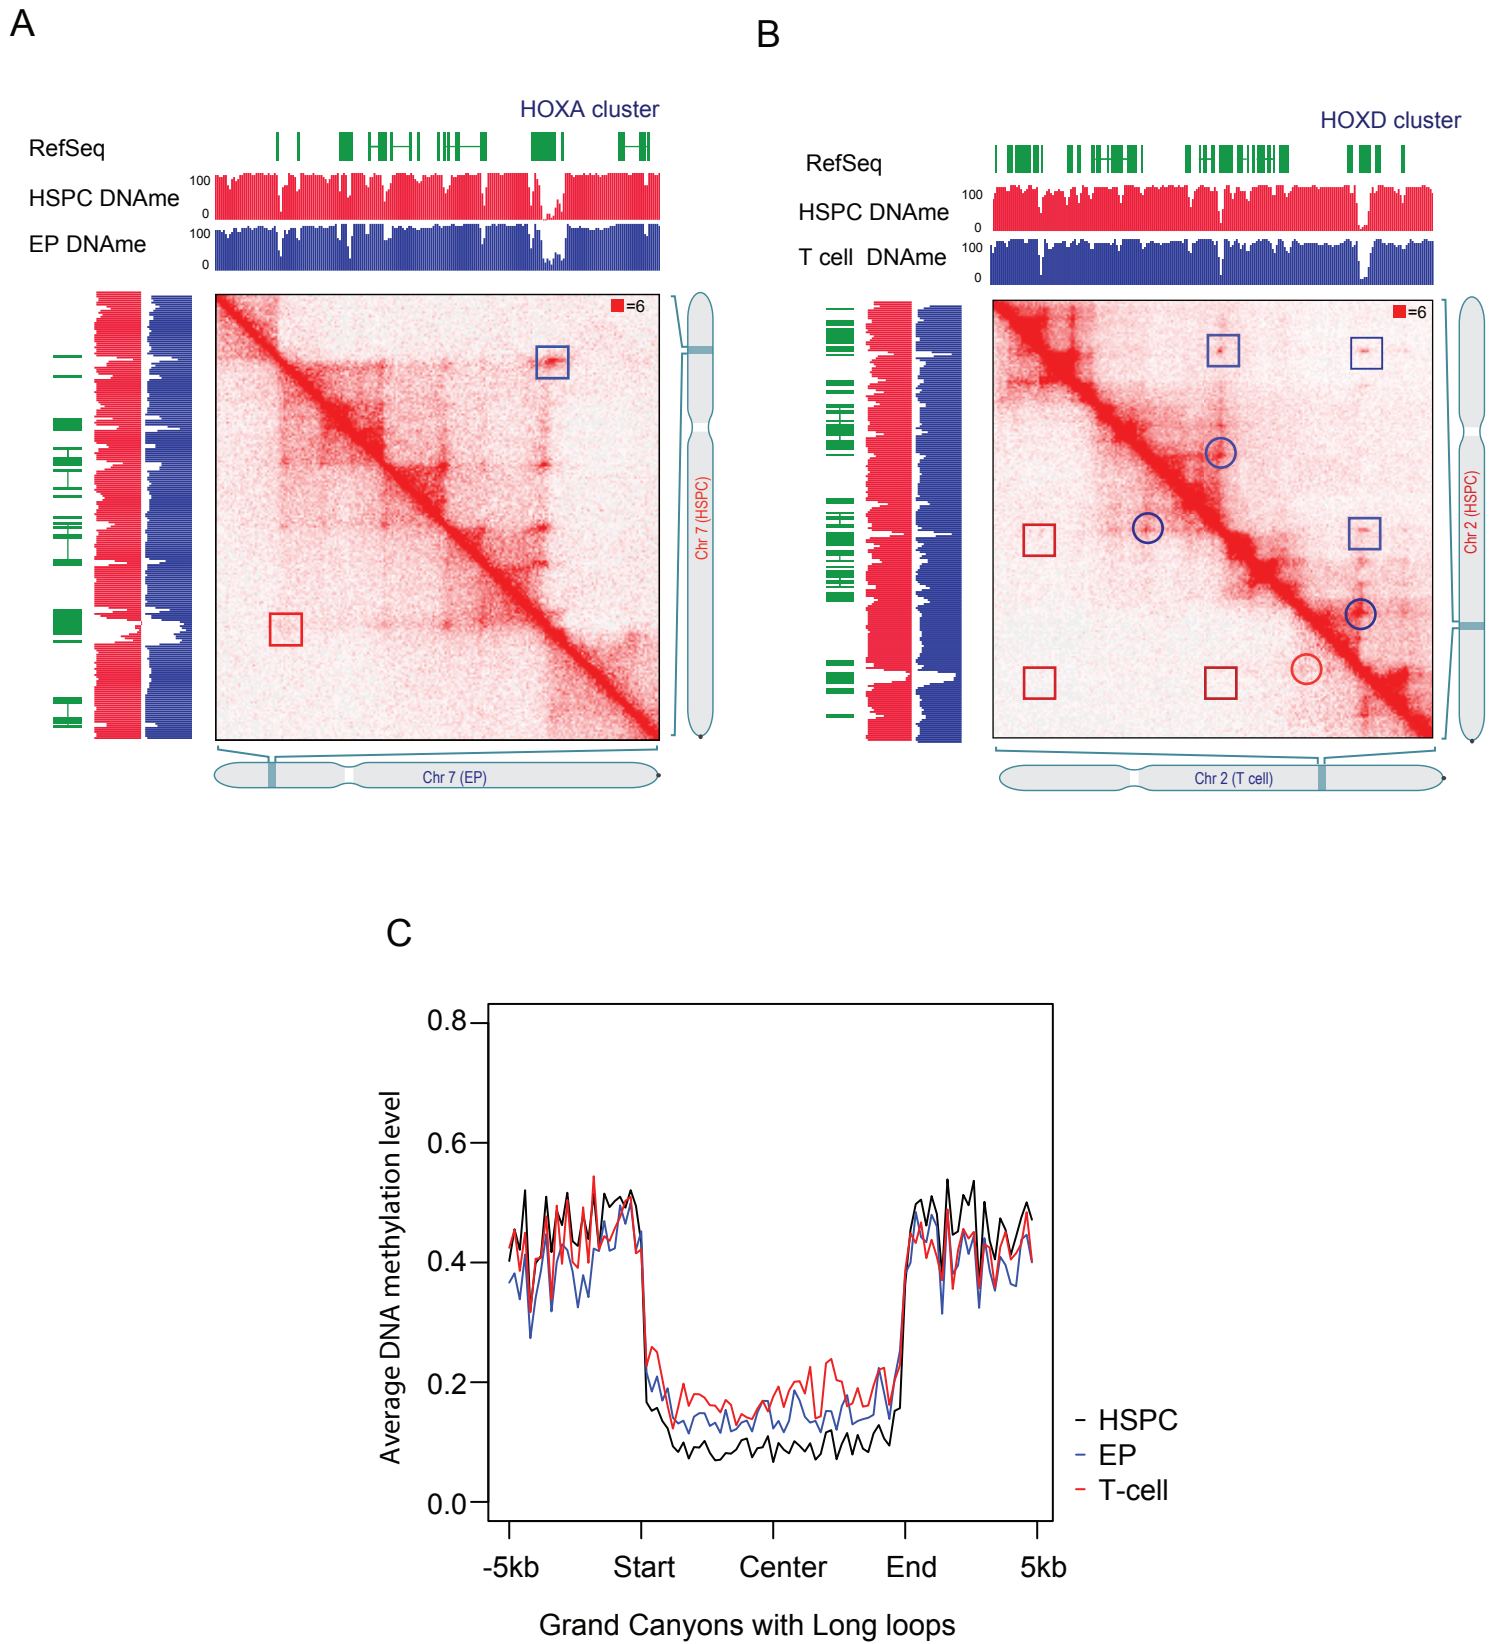 A
HOXA cluster
RefSeq
HSPC DNAme
100
0
EP DNAme
100
0
=6
Chr 7 (HSPC)
Chr 7 (EP)
B
HOXD cluster
RefSeq
HSPC DNAme
100
0
T cell DNAme
100
0
=6
Chr 2 (HSPC)
Chr 2 (T cell)
C
Average DNA methylation level
0.8
0.6
0.4
0.2
0.0
-5kb
Start
Center
End
5kb
Grand Canyons with Long loops
HSPC
EP
T-cell